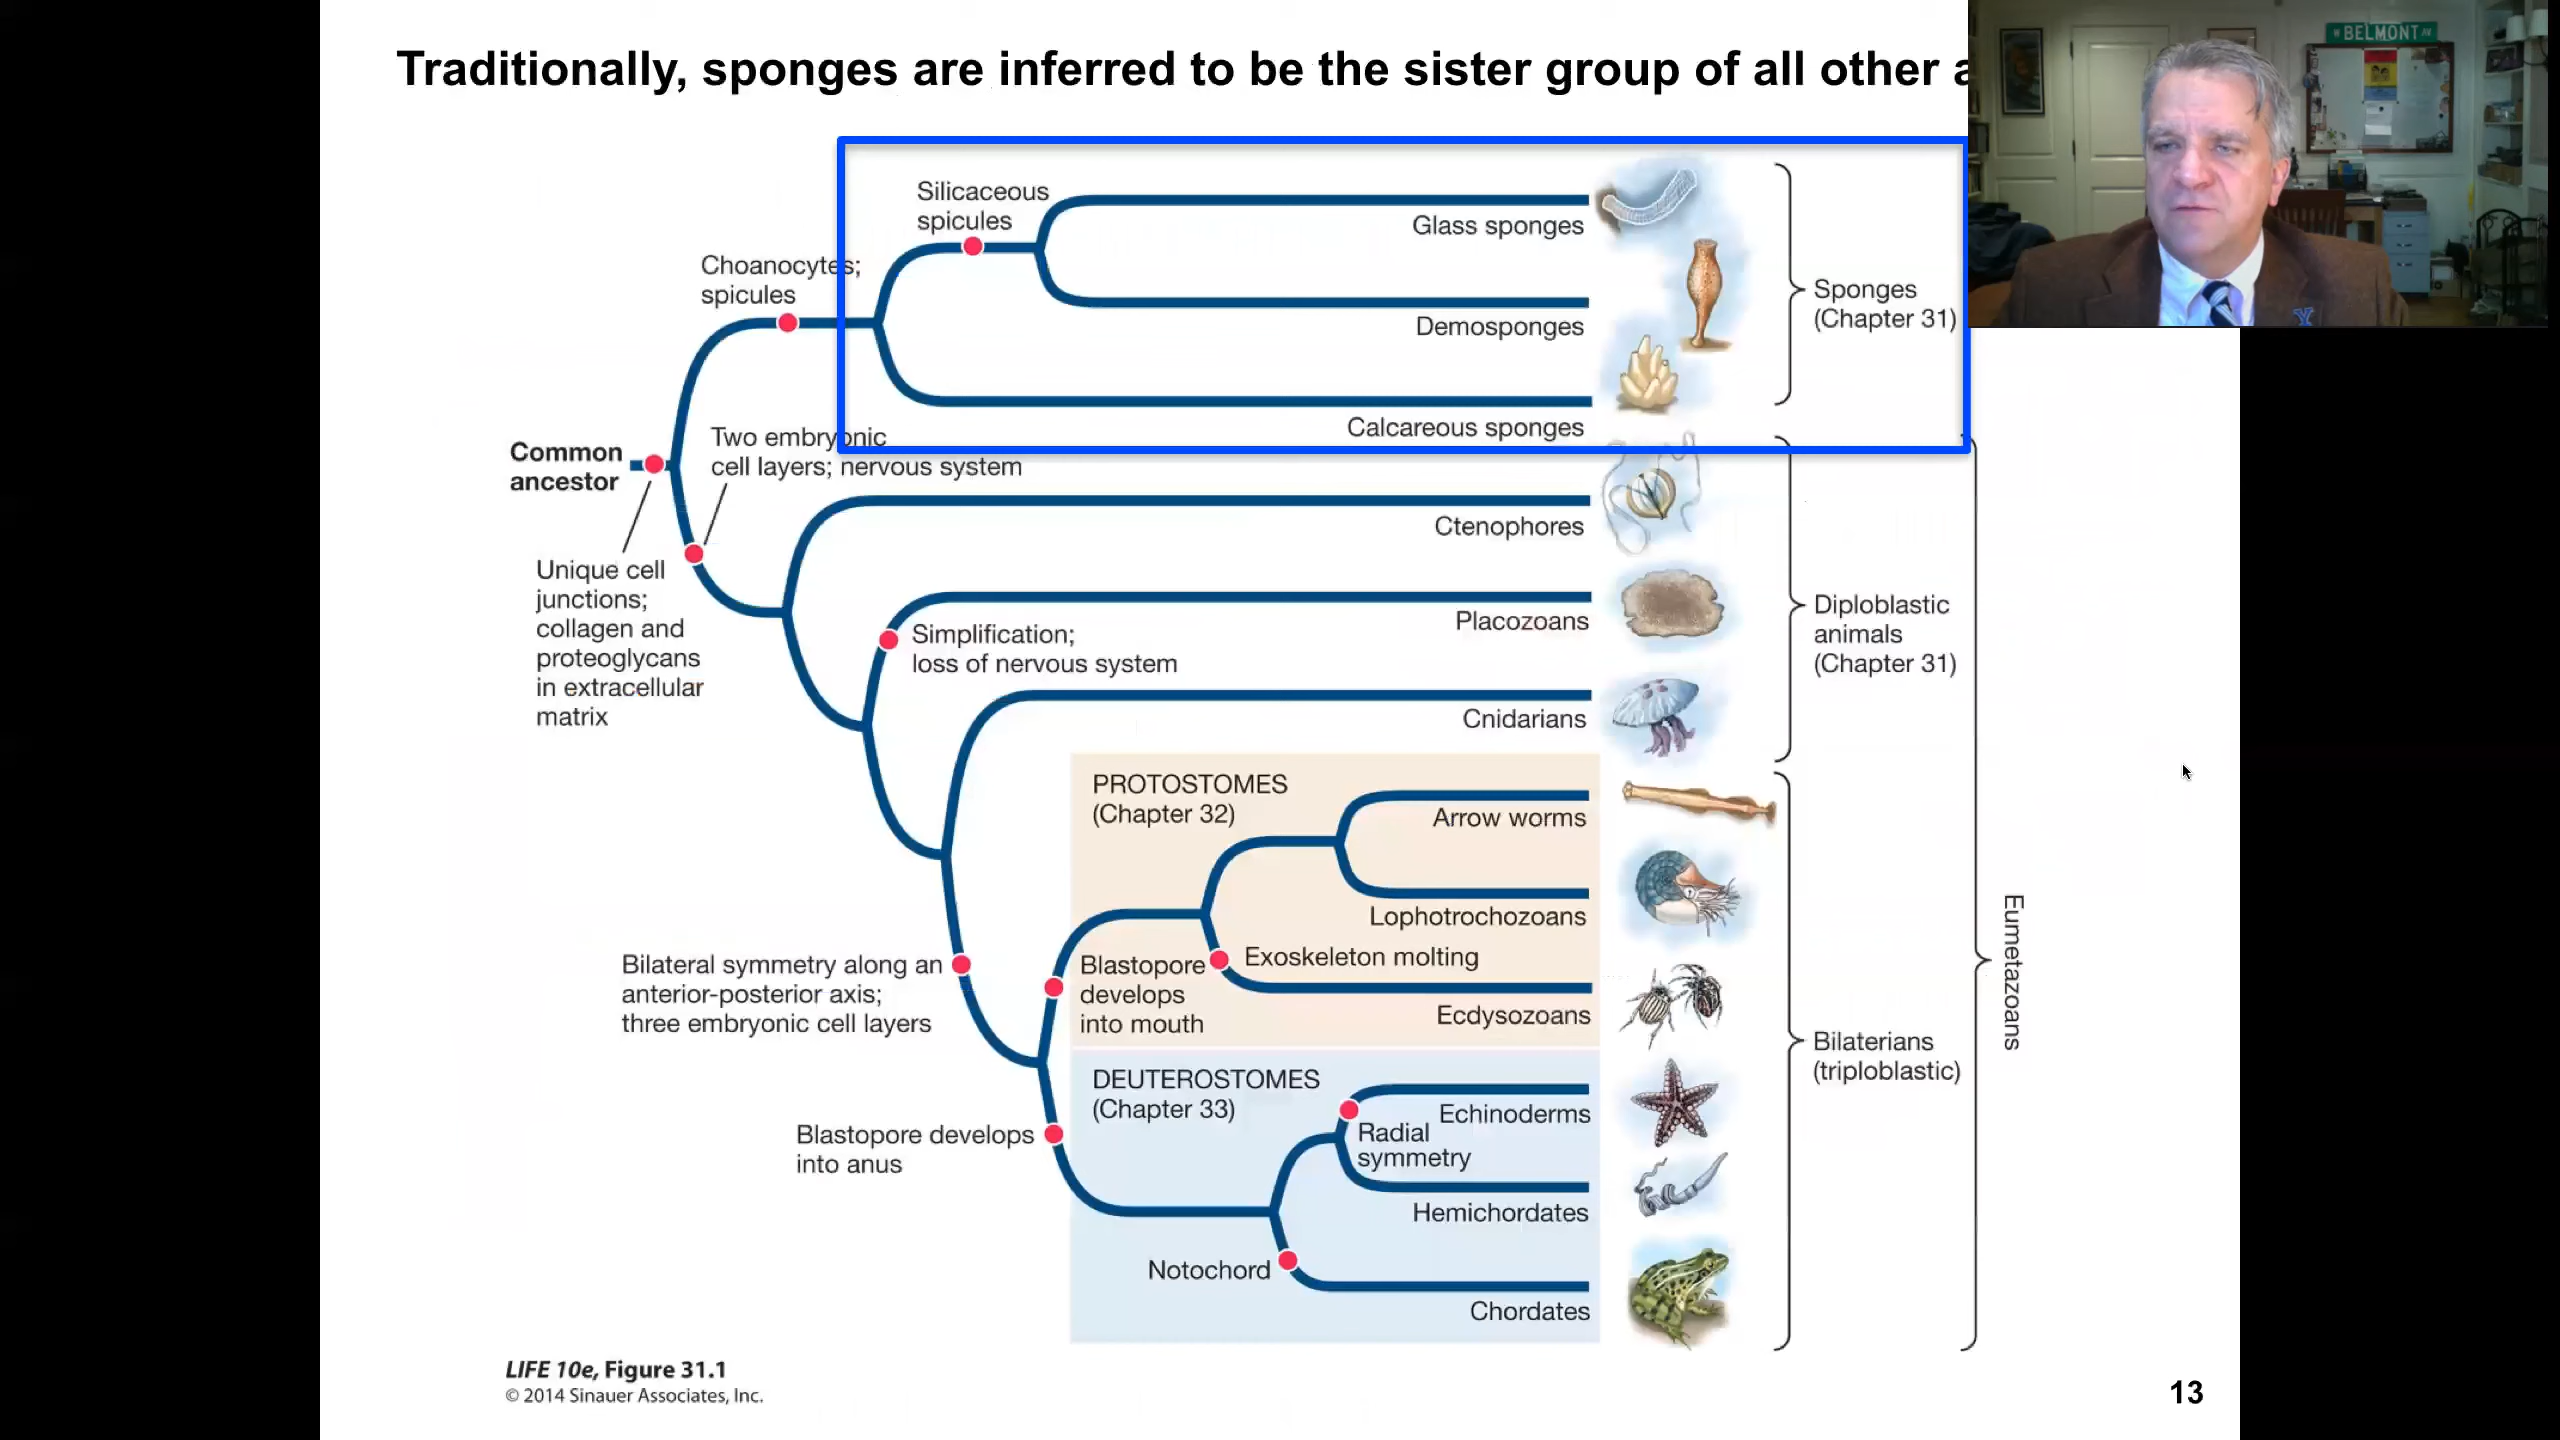 Traditionally, sponges are inferred to be the sister group of all other
W BELMONT AV
Silicaceous
spicules
Glass sponges
Choanocytes;
spicules
Sponges
(Chapter 31)
Demosponges
Calcareous sponges
Two embryonic
cell layers; nervous system
Common
ancestor
Ctenophores
Unique cell
junctions;
collagen and
proteoglycans
in extracellular
matrix
Placozoans
Simplification;
loss of nervous system
Diploblastic
animals
(Chapter 31)
Cnidarians
PROTOSTOMES
(Chapter 32)
Arrow worms
Lophotrochozoans
Bilateral symmetry along an
anterior-posterior axis;
three embryonic cell layers
Blastopore
develops
into mouth
Exoskeleton molting
Ecdysozoans
Eumetazoans
Bilaterians
(triploblastic)
DEUTEROSTOMES
(Chapter 33)
Echinoderms
Radial
symmetry
Blastopore develops
into anus
Hemichordates
Notochord
Chordates
LIFE 10e, Figure 31.1
© 2014 Sinauer Associates, Inc.
13